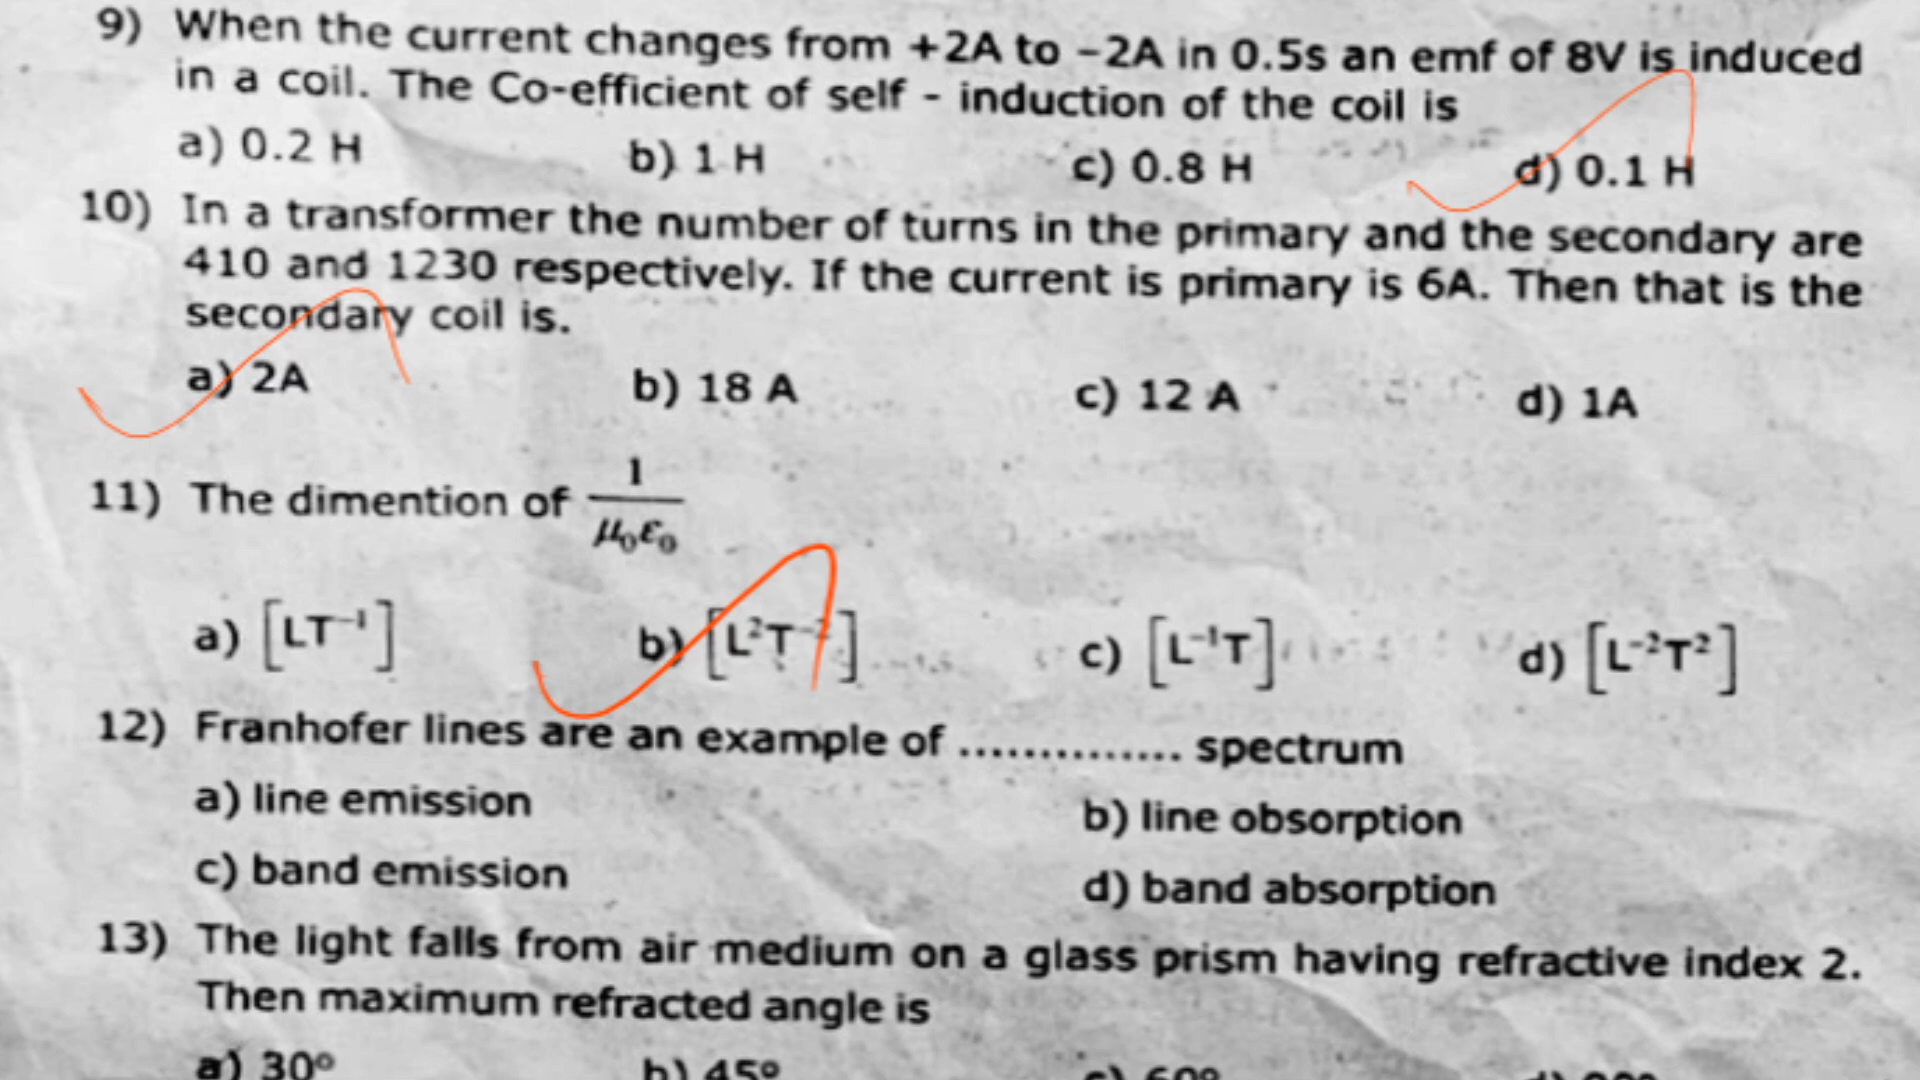 9) When the current changes from +2A to -2A in 0.5s an emf of 8V is induced
in a coil. The Co-efficient of self - induction of the coil is
a) 0.2 H b) 1 H c) 0.8 H d) 0.1 H
10) In a transformer the number of turns in the primary and the secondary are
410 and 1230 respectively. If the current is primary is 6A. Then that is the
secondary coil is.
a) 2A b) 18 A c) 12 A d) 1A
11) The dimention of 1/μ₀ε₀
a) [LT⁻¹] b) [L²T⁻²] c) [L⁻¹T] d) [L⁻²T²]
12) Franhofer lines are an example of .............. spectrum
a) line emission b) line obsorption
c) band emission d) band absorption
13) The light falls from air medium on a glass prism having refractive index 2.
Then maximum refracted angle is
a) 30° b) 45° c) 60°